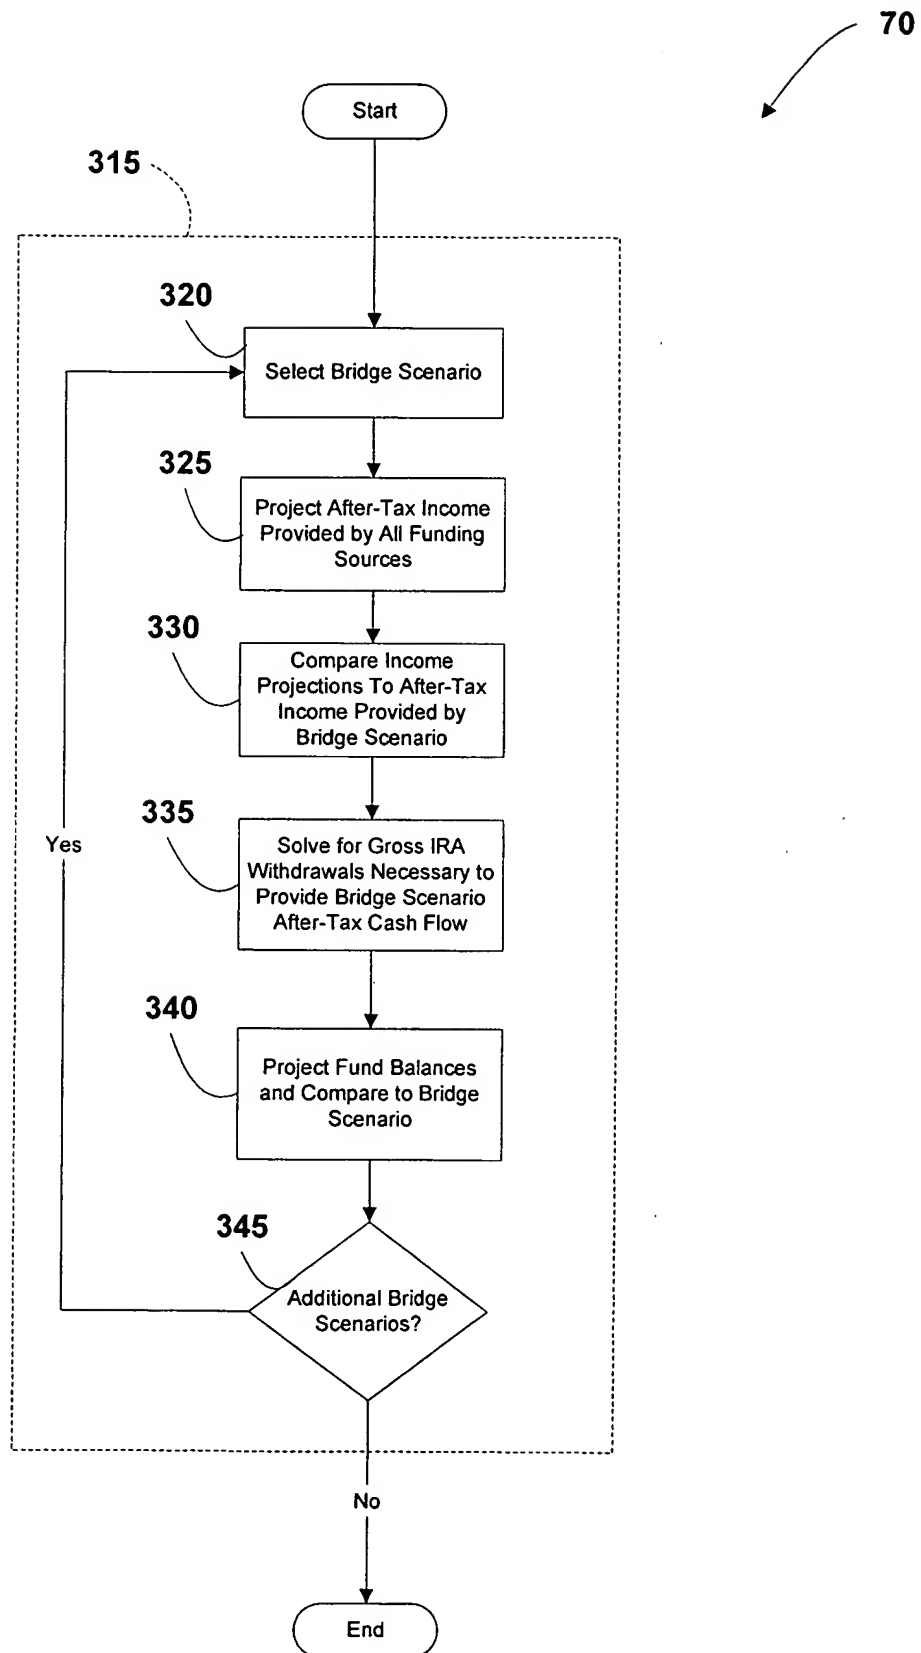 70
Start
315
320
Select Bridge Scenario
325
Project After-Tax Income
Provided by All Funding
Sources
330
Compare Income
Projections To After-Tax
Income Provided by
Bridge Scenario
335
Solve for Gross IRA
Withdrawals Necessary to
Provide Bridge Scenario
After-Tax Cash Flow
Yes
340
Project Fund Balances
and Compare to Bridge
Scenario
345
Additional Bridge
Scenarios?
No
End